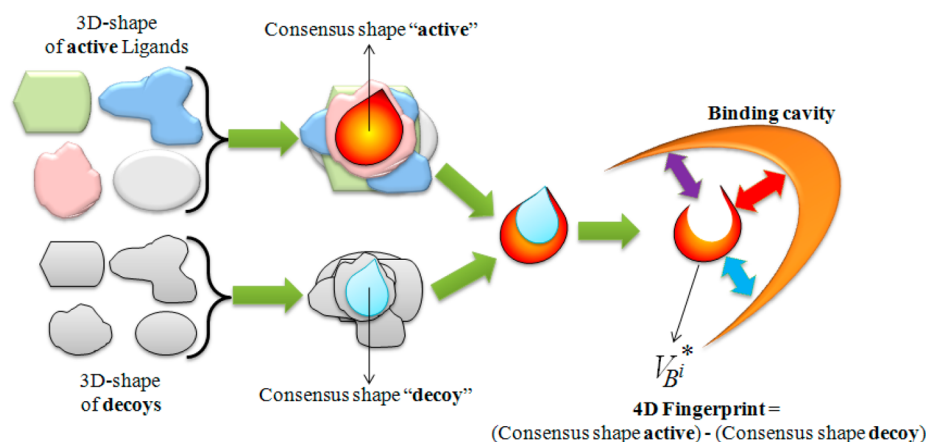 3D-shape
of active Ligands
Consensus shape “active”
Binding cavity
3D-shape
of decoys
Consensus shape “decoy”
V_{B^i}^*
4D Fingerprint =
(Consensus shape active) - (Consensus shape decoy)